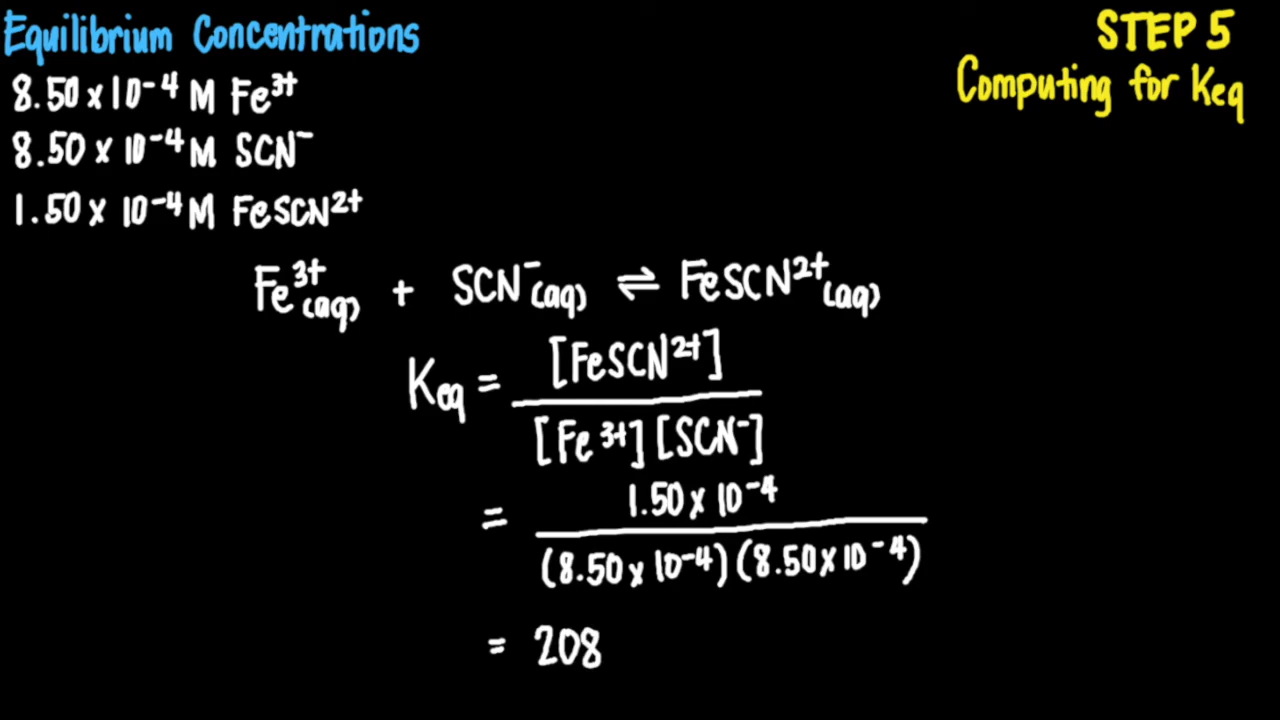 Equilibrium Concentrations
STEP 5
Computing for Keq
8.50 x 10⁻⁴ M Fe³⁺
8.50 x 10⁻⁴ M SCN⁻
1.50 x 10⁻⁴ M FeSCN²⁺
Fe³⁺(aq) + SCN⁻(aq) ⇌ FeSCN²⁺(aq)
Keq = [FeSCN²⁺]
[Fe³⁺][SCN⁻]
= 1.50 x 10⁻⁴
(8.50 x 10⁻⁴)(8.50 x 10⁻⁴)
= 208